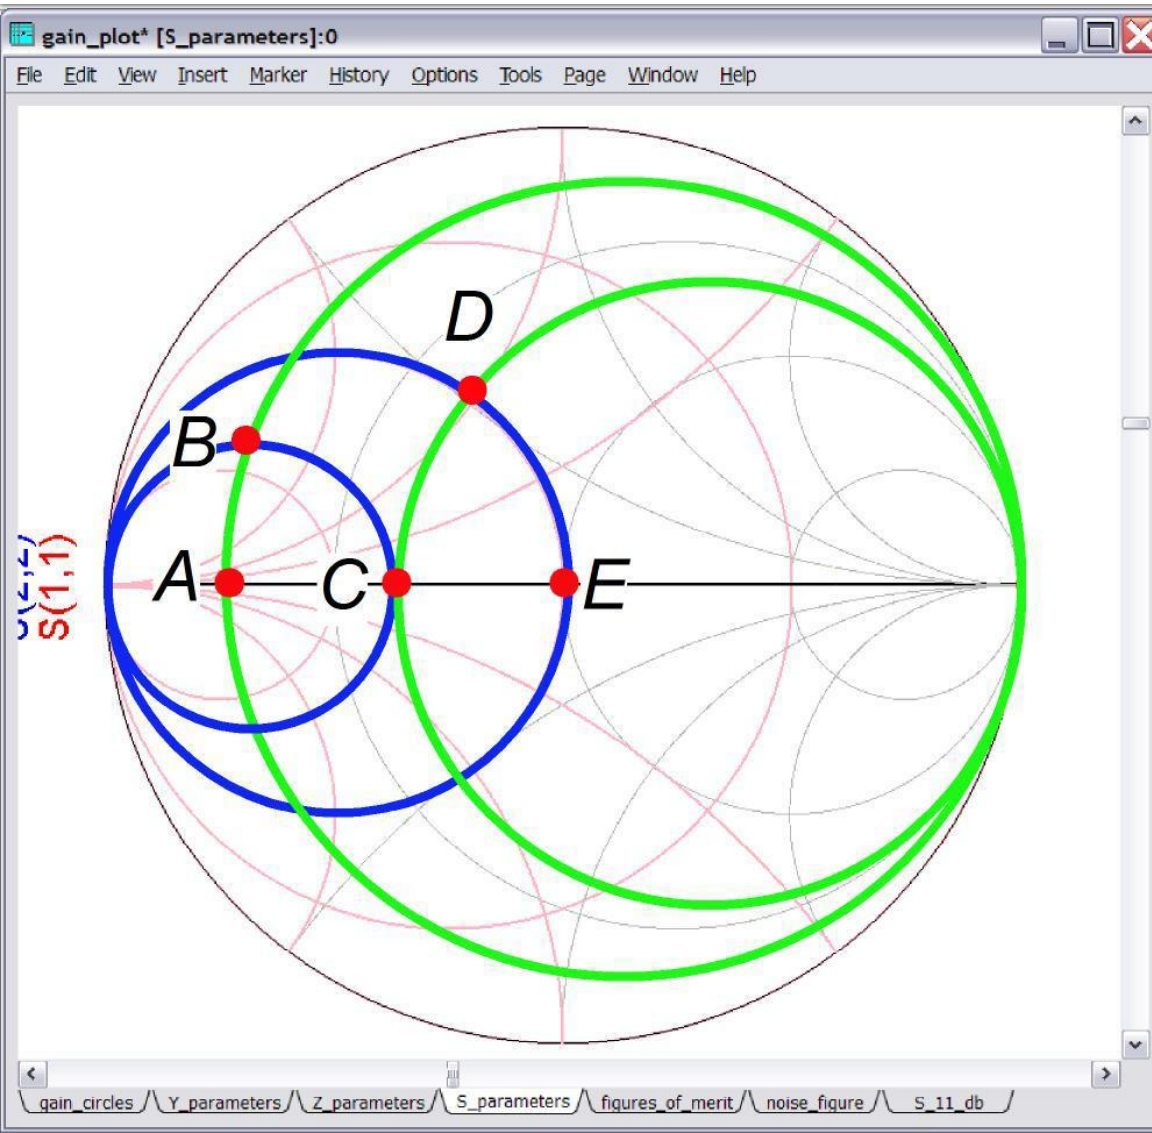 gain_plot* [S_parameters]:0
File Edit View Insert Marker History Options Tools Page Window Help
D
B
A
C
E
S(1,1)
gain_circles Y_parameters Z_parameters S_parameters figures_of_merit noise_figure S_11_db